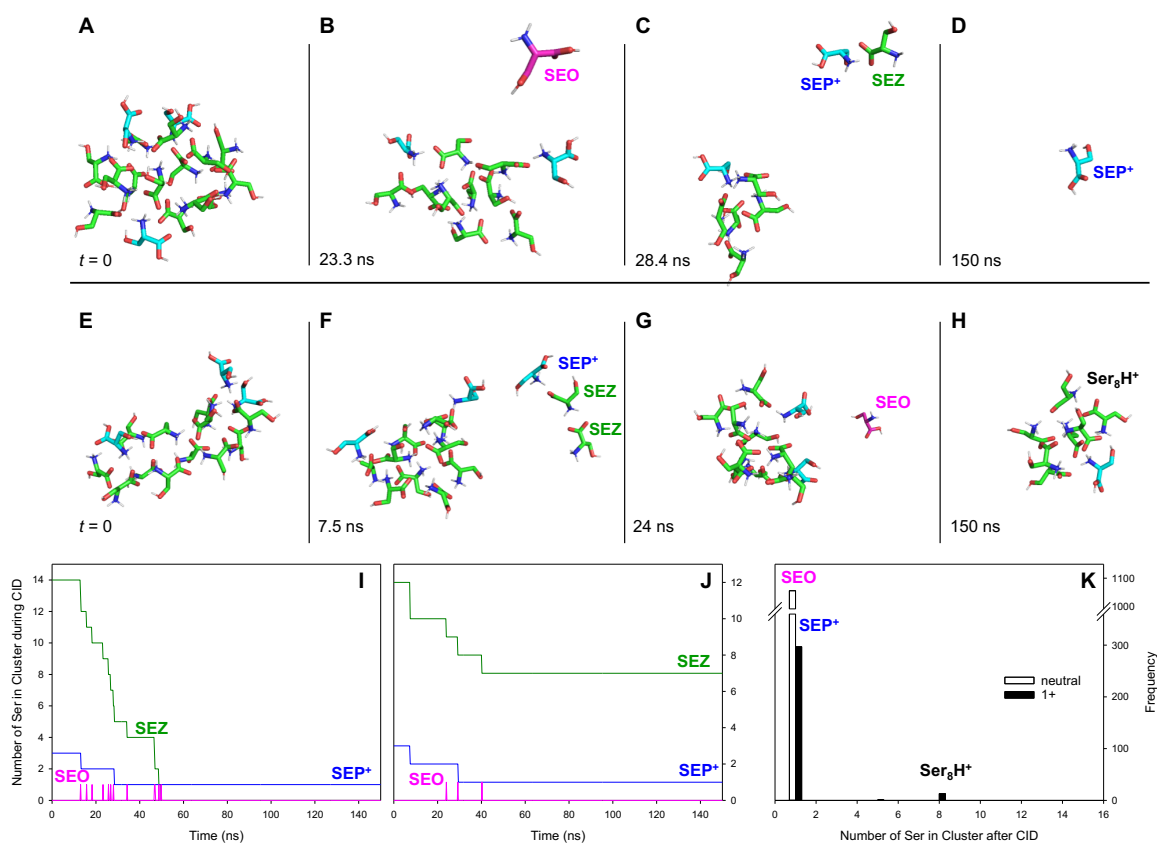 A
B
C
D
SEO
SEP⁺
SEZ
SEP⁺
t = 0
23.3 ns
28.4 ns
150 ns
E
F
G
H
SEP⁺
SEZ
SEZ
SEO
Ser₈H⁺
t = 0
7.5 ns
24 ns
150 ns
Number of Ser in Cluster during CID
14
12
10
8
6
4
2
0
I
SEZ
SEO
SEP⁺
0 20 40 60 80 100 120 140
Time (ns)
J
12
10
8
6
4
2
0
SEZ
SEO
SEP⁺
0 20 40 60 80 100 120 140
Time (ns)
SEO
K
SEP⁺
neutral
1+
Ser₈H⁺
1100
1000
300
200
100
0
Frequency
0 2 4 6 8 10 12 14 16
Number of Ser in Cluster after CID